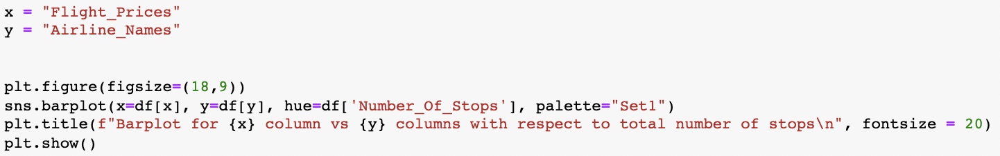 x = "Flight_Prices"
y = "Airline_Names"
plt.figure(figsize=(18,9))
sns.barplot(x=df[x], y=df[y], hue=df['Number_Of_Stops'], palette="Set1")
plt.title(f"Barplot for {x} column vs {y} columns with respect to total number of stops\n", fontsize = 20)
plt.show()